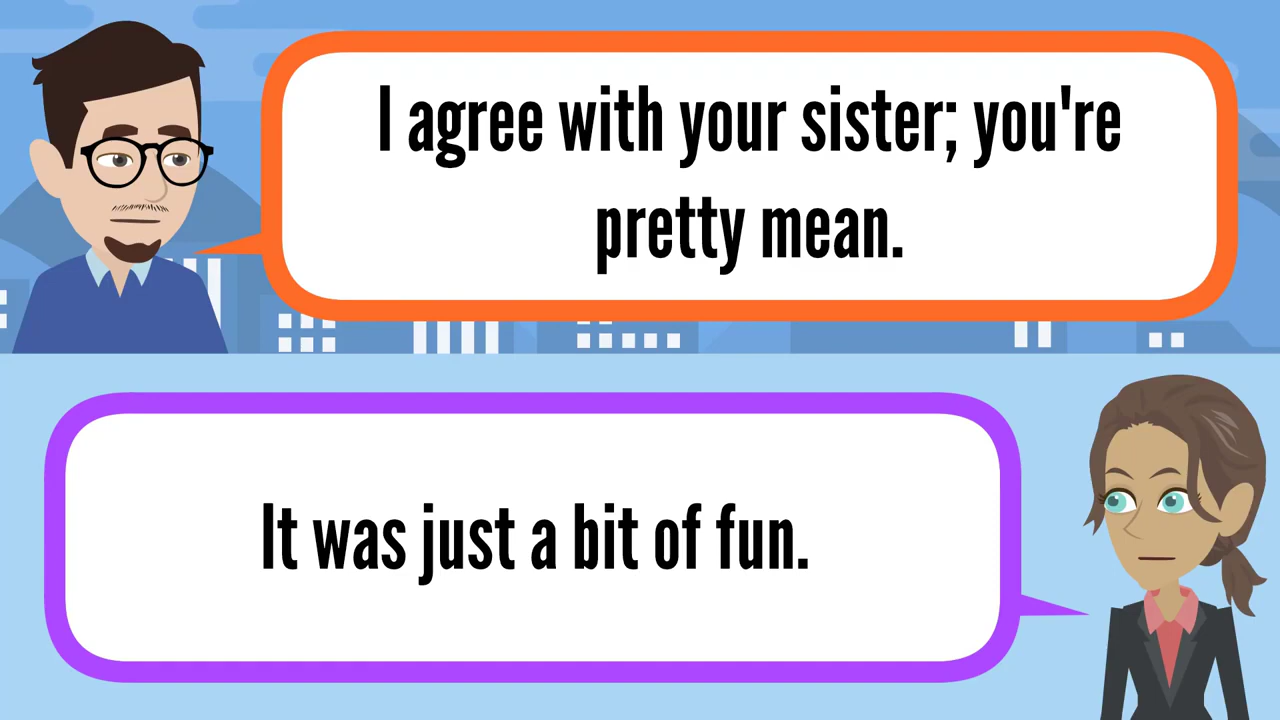 I agree with your sister; you're
pretty mean.
It was just a bit of fun.